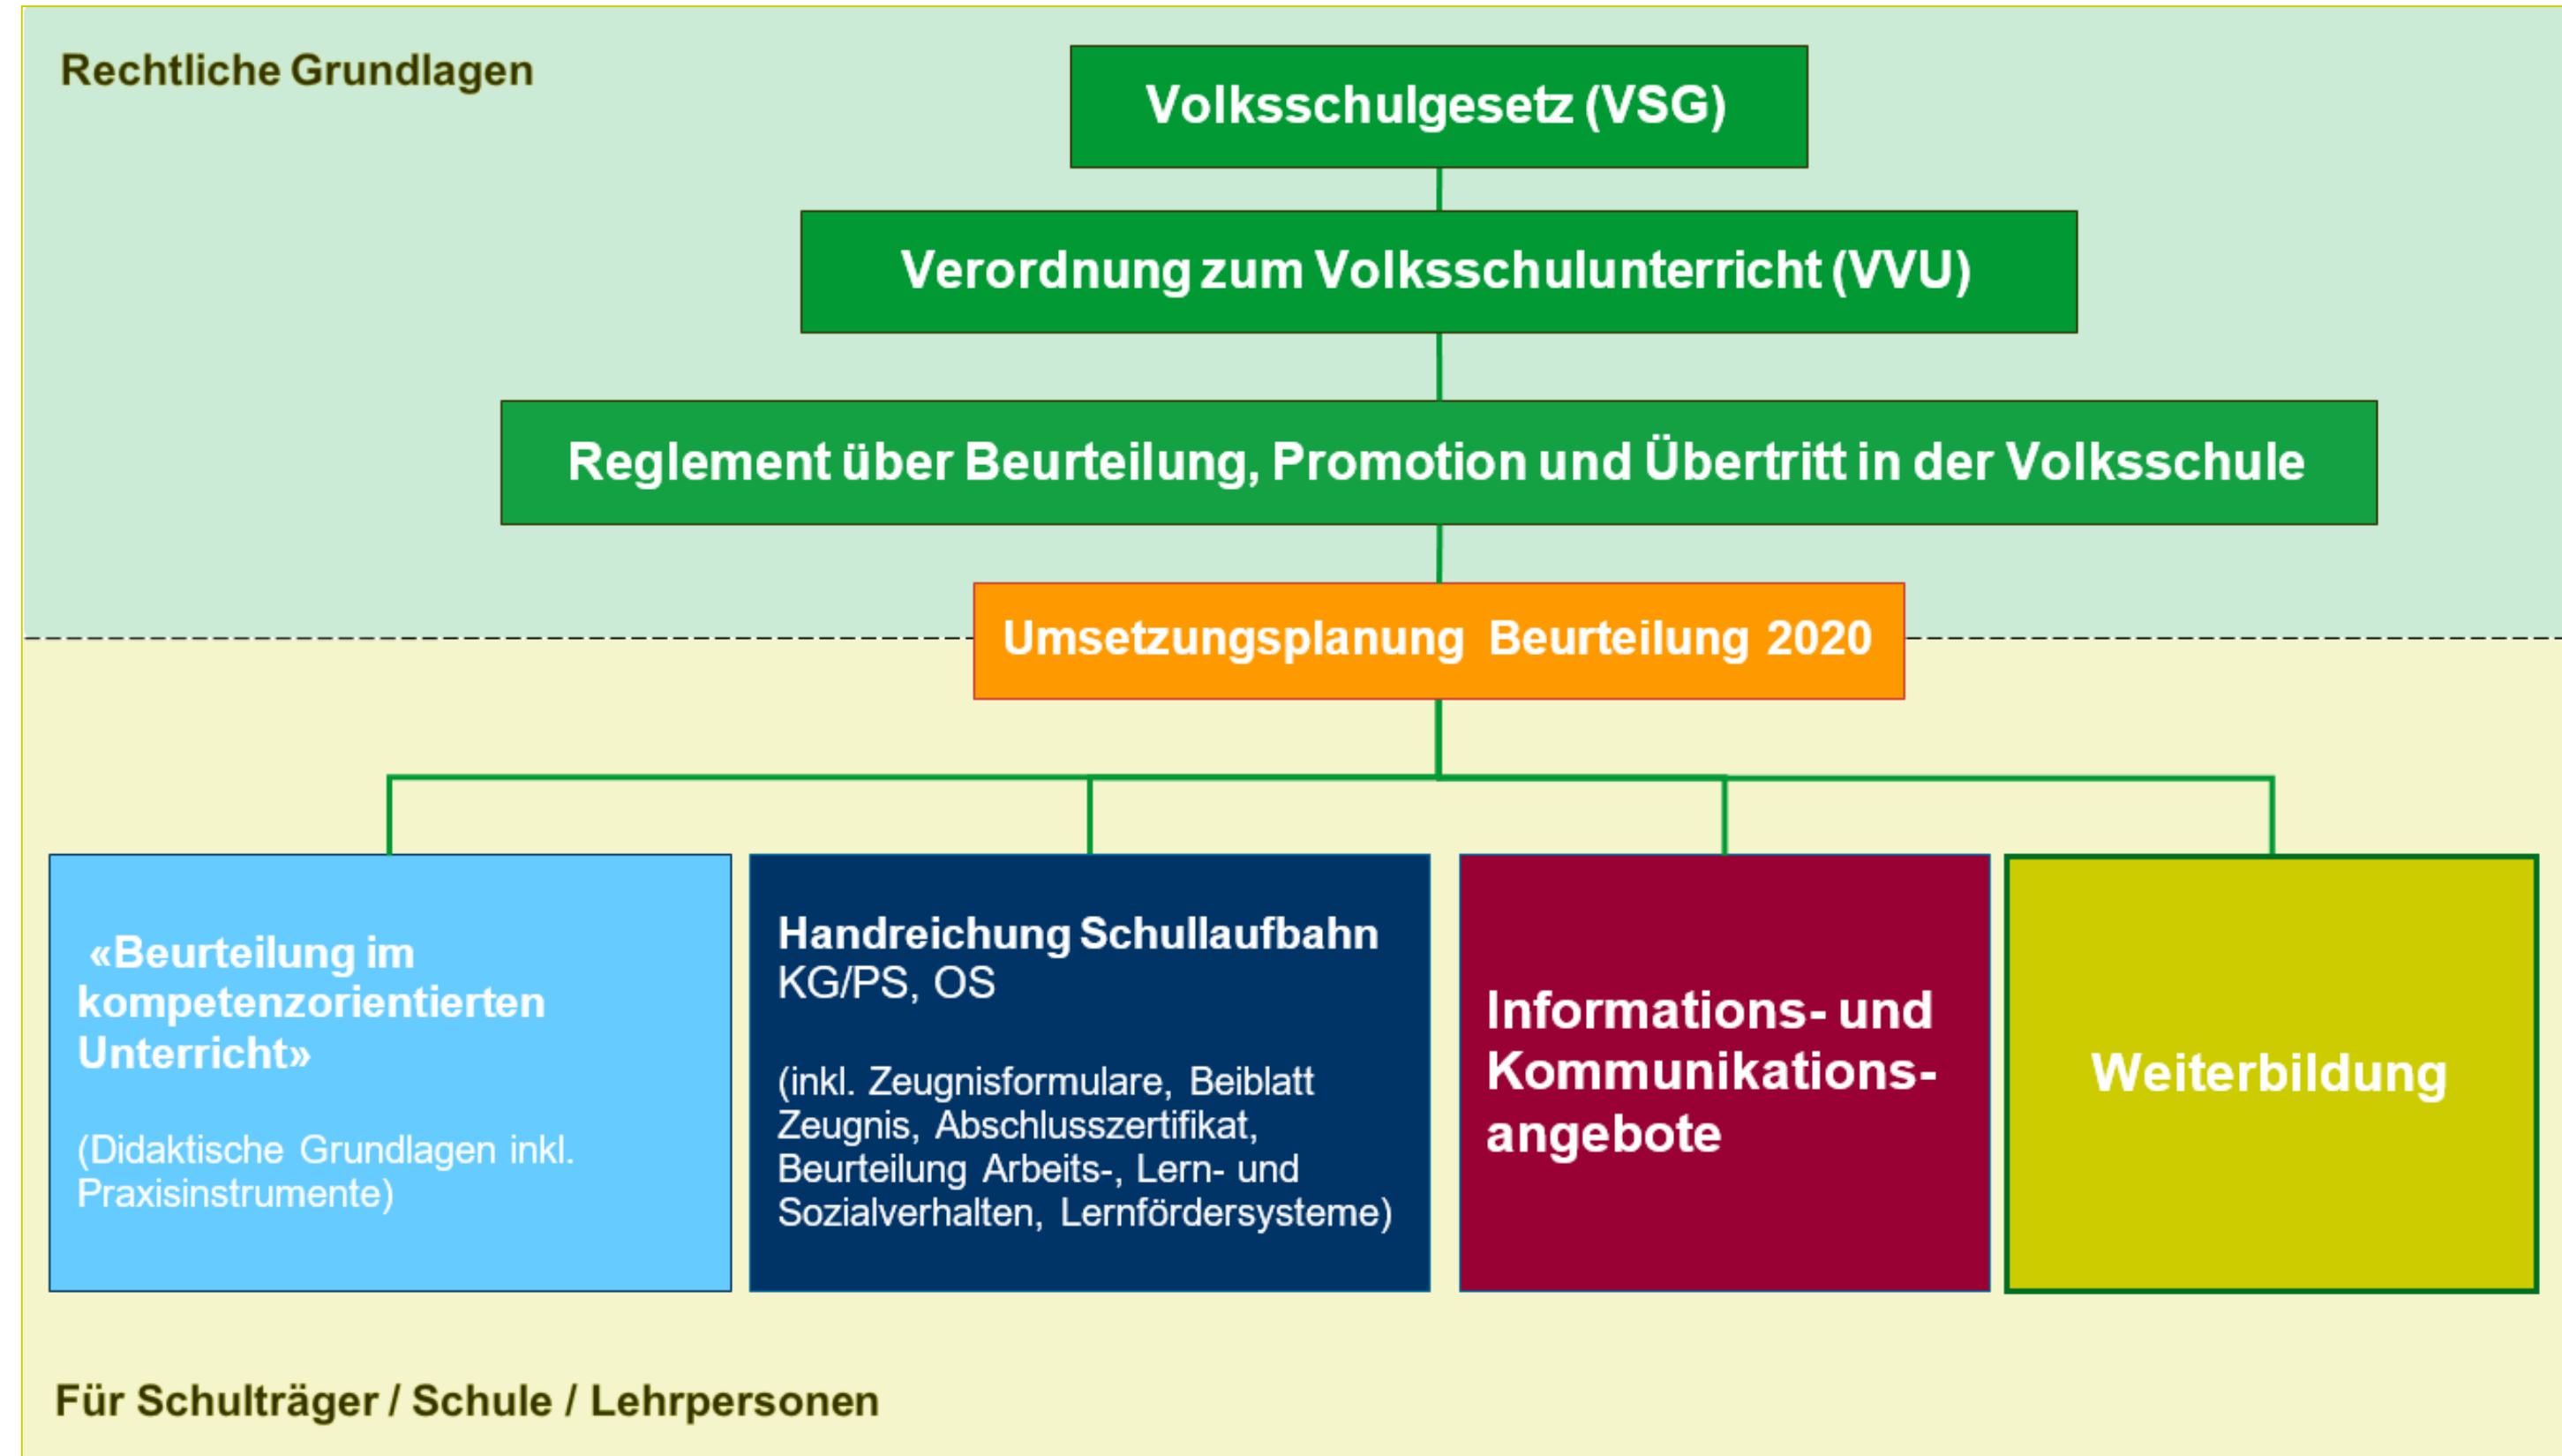 Rechtliche Grundlagen
Volksschulgesetz (VSG)
Verordnung zum Volksschulunterricht (VVU)
Reglement über Beurteilung, Promotion und Übertritt in der Volksschule
Umsetzungsplanung Beurteilung 2020
«Beurteilung im
kompetenzorientierten
Unterricht»
(Didaktische Grundlagen inkl.
Praxisinstrumente)
Handreichung Schullaufbahn
KG/PS, OS
(inkl. Zeugnisformulare, Beiblatt
Zeugnis, Abschlusszertifikat,
Beurteilung Arbeits-, Lern- und
Sozialverhalten, Lernfördersysteme)
Informations- und
Kommunikations-
angebote
Weiterbildung
Für Schulträger / Schule / Lehrpersonen